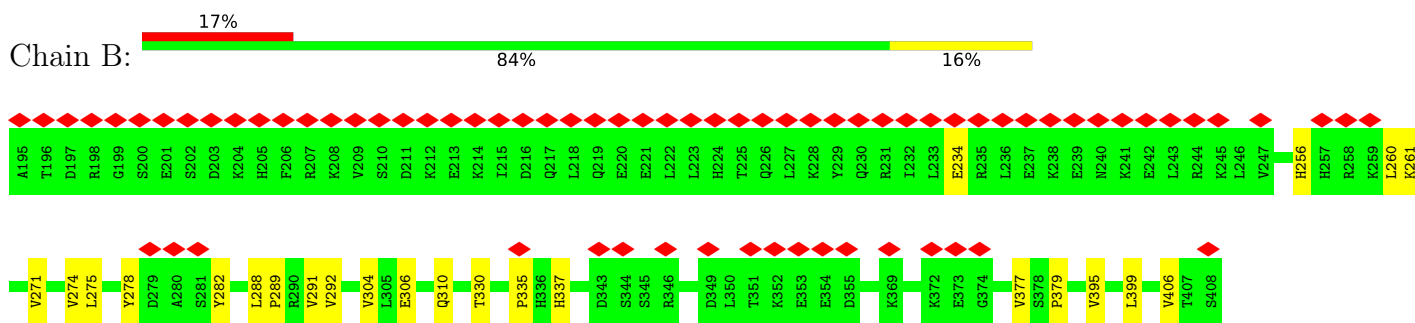 17%
Chain B:
84% 16%
A195 T196 D197 R198 G199 S200 E201 S202 D203 K204 H205 F206 R207 K208 V209 S210 D211 K212 E213 K214 I215 D216 Q217 L218 Q219 E220 E221 L222 L223 H224 T225 Q226 L227 K228 Y229 Q230 R231 I232 L233 E234 R235 L236 E237 K238 E239 N240 K241 E242 L243 R244 K245 L246 V247 H256 H257 R258 K259 L260 K261
V271 V274 L275 Y278 D279 A280 S281 Y282 L288 P289 R290 V291 V292 V304 L305 E306 Q310 T330 P335 H336 H337 D343 S344 S345 R346 D349 L350 T351 K352 E353 E354 D355 K369 K372 E373 G374 V377 S378 P379 V395 L399 V406 T407 S408